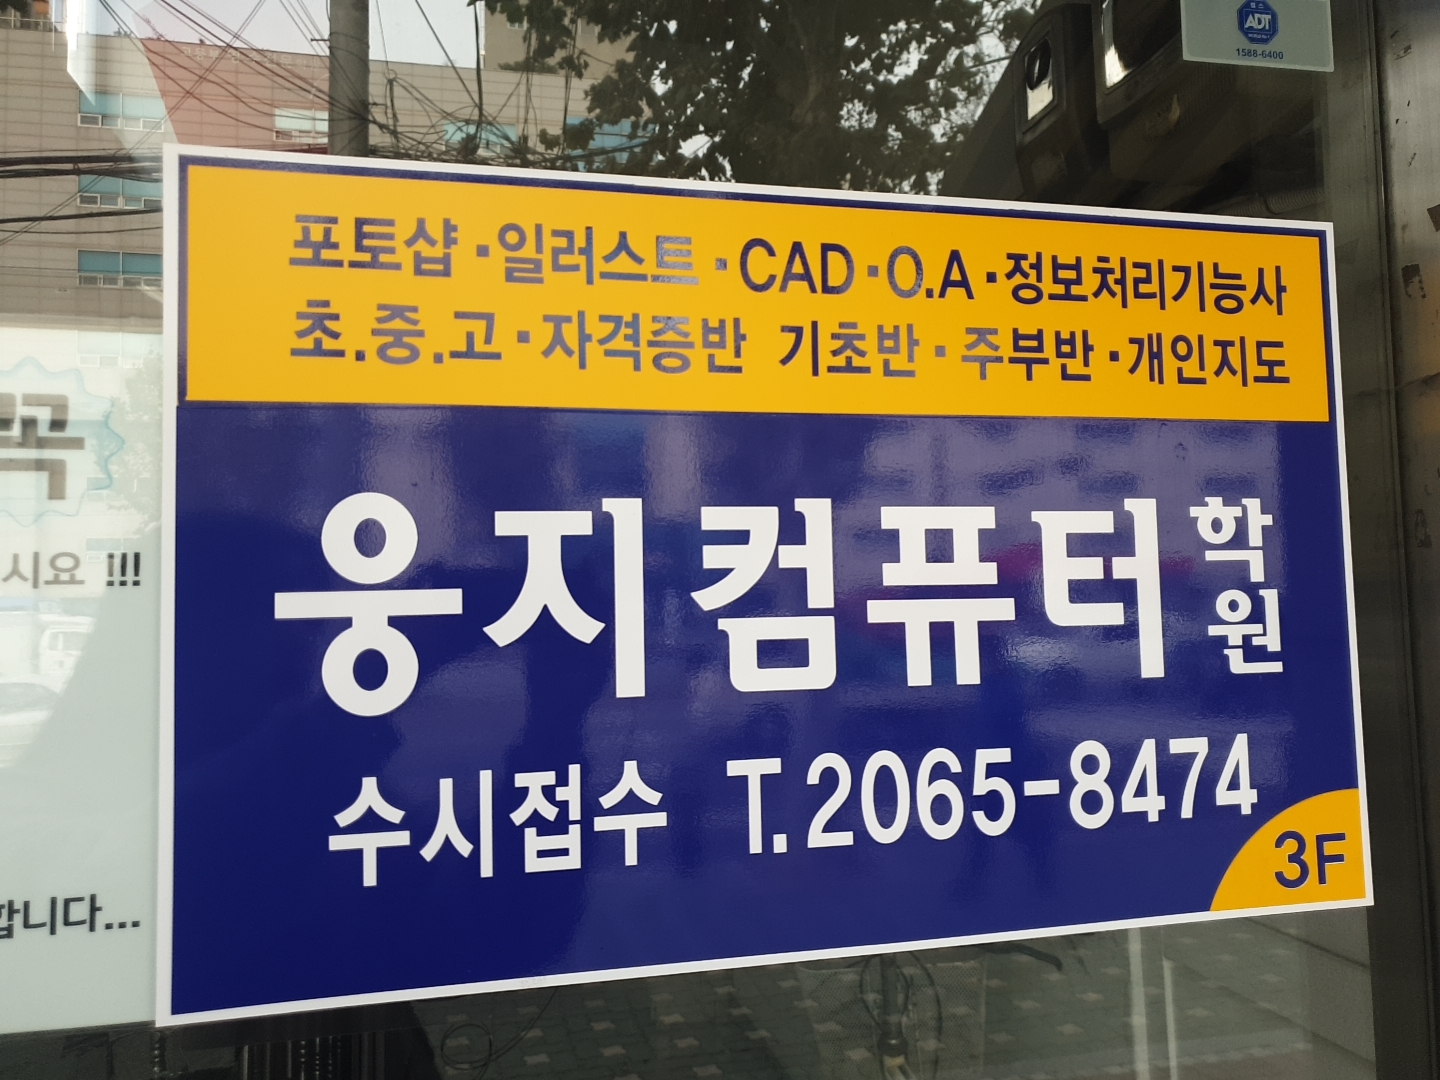 ADT
1588-6400
포토샵·일러스트·CAD·O.A·정보처리기능사
초.중.고·자격증반 기초반·주부반·개인지도
웅지컴퓨터학원
수시접수 T.2065-8474
3F
시요 !!!
합니다...